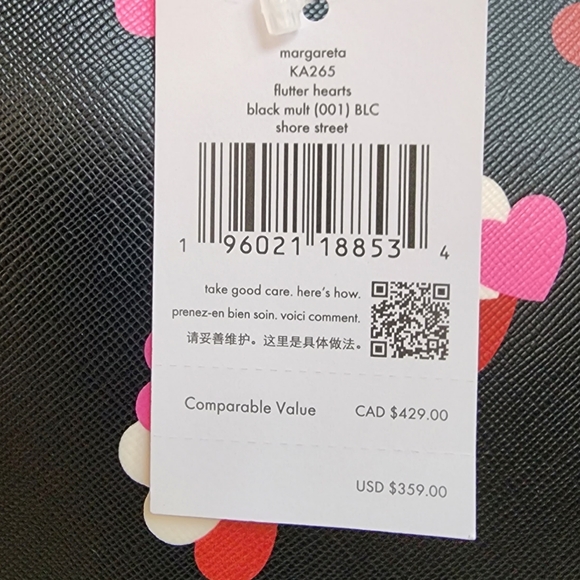 margareta
KA265
flutter hearts
black mult (001) BLC
shore street
1 96021 18853 4
take good care. here's how.
prenez-en bien soin. voici comment.
请妥善维护。这里是具体做法。
Comparable Value CAD $429.00
USD $359.00